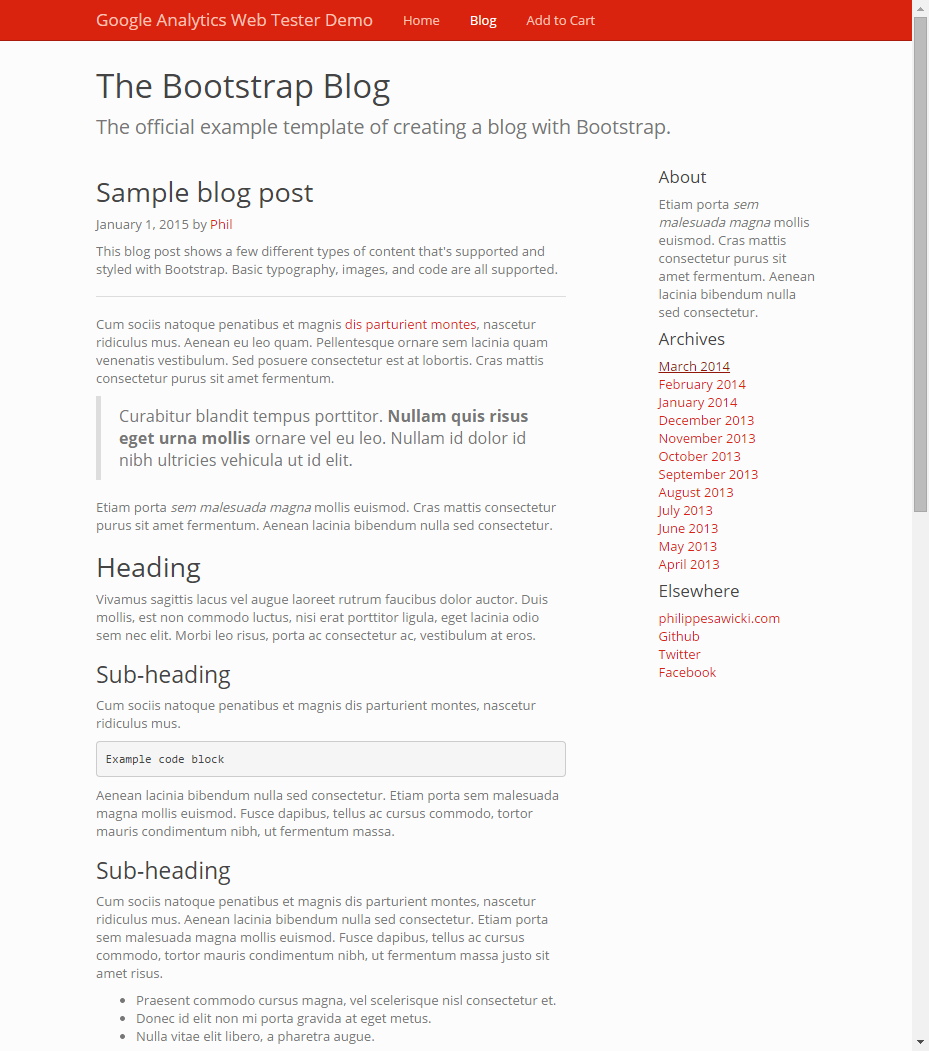 Google Analytics Web Tester Demo Home Blog Add to Cart
The Bootstrap Blog
The official example template of creating a blog with Bootstrap.
Sample blog post
January 1, 2015 by Phil
This blog post shows a few different types of content that's supported and
styled with Bootstrap. Basic typography, images, and code are all supported.
Cum sociis natoque penatibus et magnis dis parturient montes, nascetur
ridiculus mus. Aenean eu leo quam. Pellentesque ornare sem lacinia quam
venenatis vestibulum. Sed posuere consectetur est at lobortis. Cras mattis
consectetur purus sit amet fermentum.
Curabitur blandit tempus porttitor. Nullam quis risus
eget urna mollis ornare vel eu leo. Nullam id dolor id
nibh ultricies vehicula ut id elit.
Etiam porta sem malesuada magna mollis euismod. Cras mattis consectetur
purus sit amet fermentum. Aenean lacinia bibendum nulla sed consectetur.
Heading
Vivamus sagittis lacus vel augue laoreet rutrum faucibus dolor auctor. Duis
mollis, est non commodo luctus, nisi erat porttitor ligula, eget lacinia odio
sem nec elit. Morbi leo risus, porta ac consectetur ac, vestibulum at eros.
Sub-heading
Cum sociis natoque penatibus et magnis dis parturient montes, nascetur
ridiculus mus.
Example code block
Aenean lacinia bibendum nulla sed consectetur. Etiam porta sem malesuada
magna mollis euismod. Fusce dapibus, tellus ac cursus commodo, tortor
mauris condimentum nibh, ut fermentum massa.
Sub-heading
Cum sociis natoque penatibus et magnis dis parturient montes, nascetur
ridiculus mus. Aenean lacinia bibendum nulla sed consectetur. Etiam porta
sem malesuada magna mollis euismod. Fusce dapibus, tellus ac cursus
commodo, tortor mauris condimentum nibh, ut fermentum massa justo sit
amet risus.
• Praesent commodo cursus magna, vel scelerisque nisl consectetur et.
• Donec id elit non mi porta gravida at eget metus.
• Nulla vitae elit libero, a pharetra augue.
About
Etiam porta sem
malesuada magna mollis
euismod. Cras mattis
consectetur purus sit
amet fermentum. Aenean
lacinia bibendum nulla
sed consectetur.
Archives
March 2014
February 2014
January 2014
December 2013
November 2013
October 2013
September 2013
August 2013
July 2013
June 2013
May 2013
April 2013
Elsewhere
philippesawicki.com
Github
Twitter
Facebook